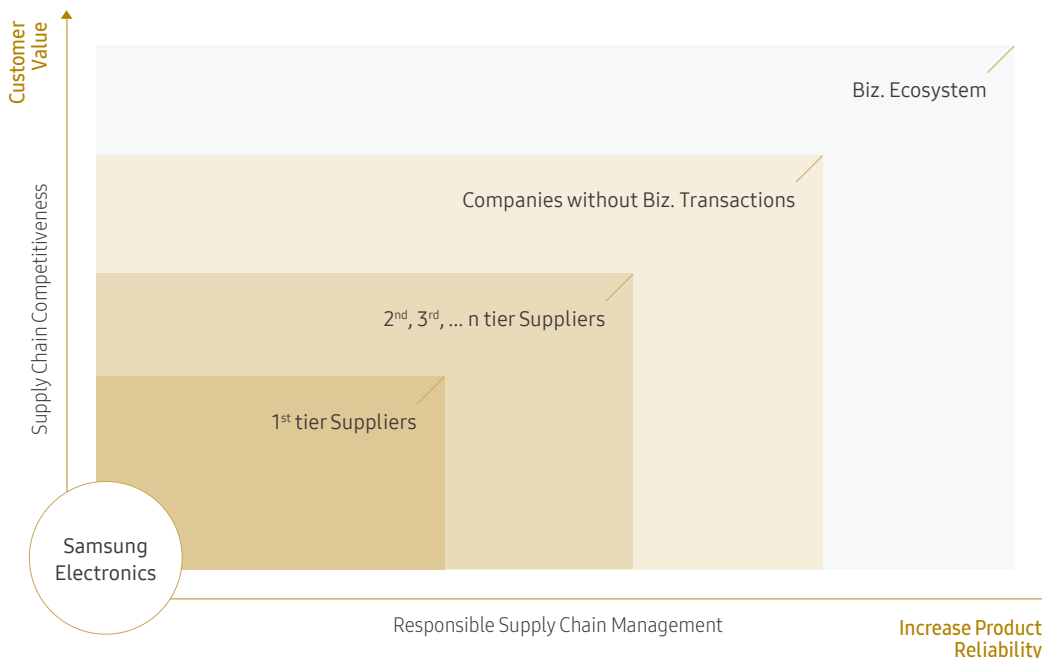 Customer
Value
Supply Chain Competitiveness
Biz. Ecosystem
Companies without Biz. Transactions
2nd, 3rd, ... n tier Suppliers
1st tier Suppliers
Samsung
Electronics
Responsible Supply Chain Management
Increase Product
Reliability